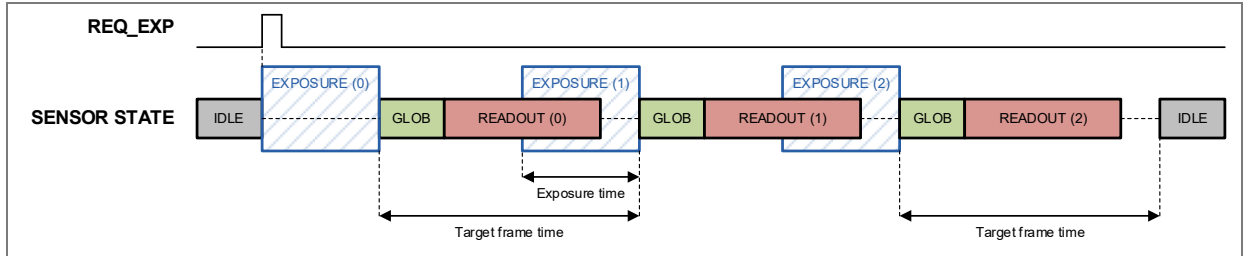 REQ_EXP
EXPOSURE (0) EXPOSURE (1) EXPOSURE (2)
SENSOR STATE IDLE GLOB READOUT (0) GLOB READOUT (1) GLOB READOUT (2) IDLE
Exposure time
Target frame time Target frame time